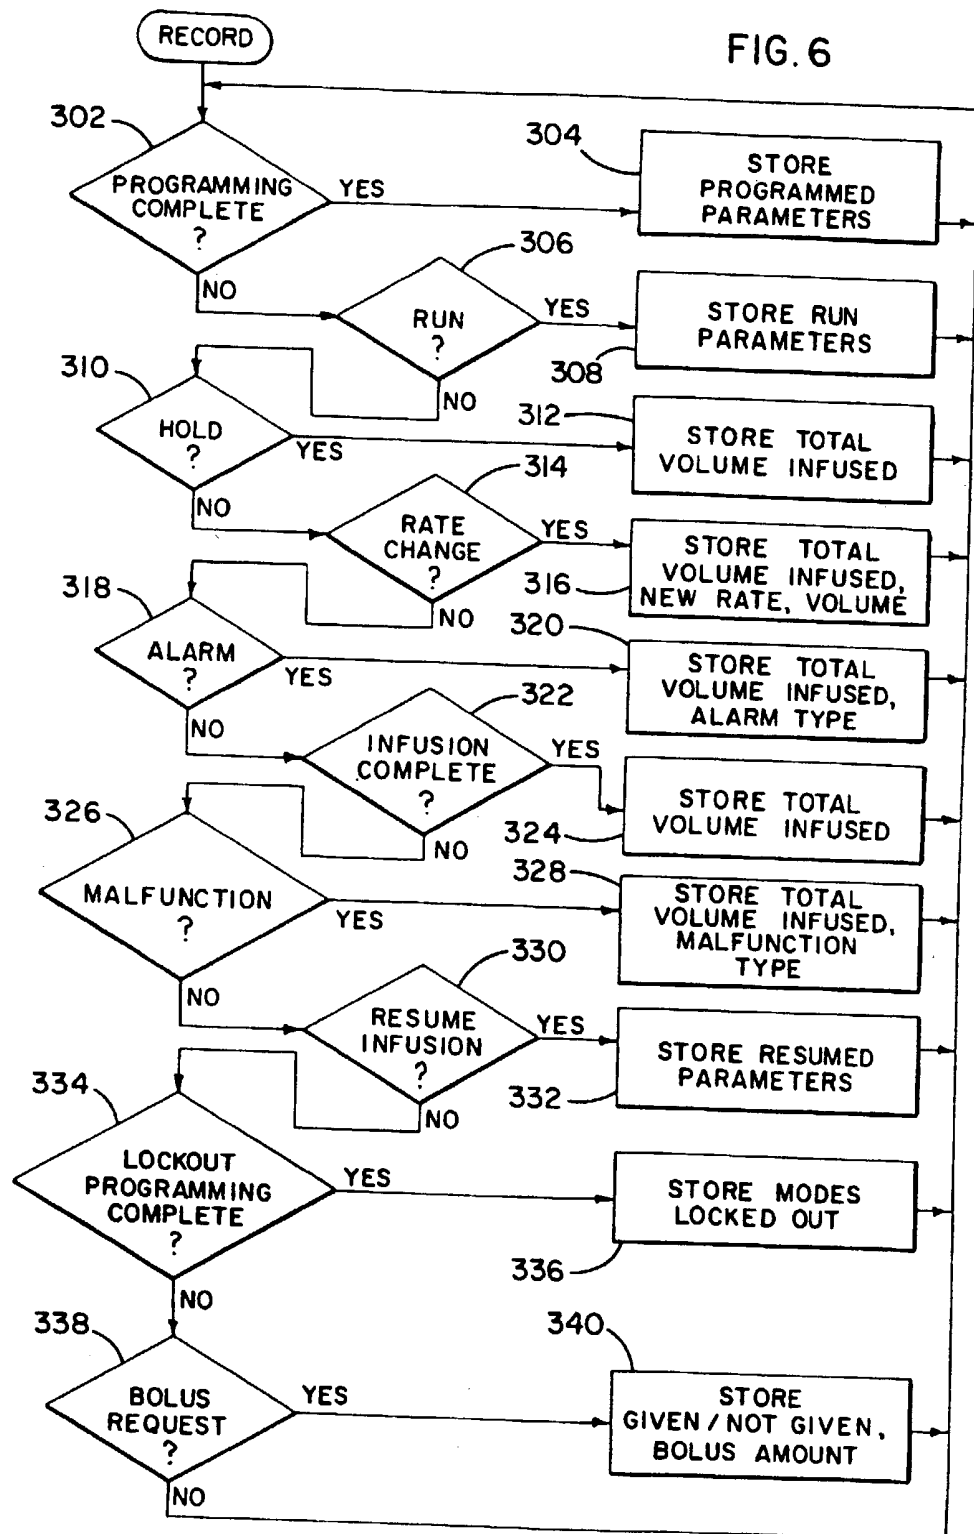 RECORD
FIG. 6
302
PROGRAMMING
COMPLETE
?
YES
NO
304
STORE
PROGRAMMED
PARAMETERS
306
RUN
?
YES
NO
STORE RUN
PARAMETERS
308
310
HOLD
?
YES
NO
312
STORE TOTAL
VOLUME INFUSED
314
RATE
CHANGE
?
YES
NO
STORE TOTAL
VOLUME INFUSED,
NEW RATE, VOLUME
316
318
ALARM
?
YES
NO
320
STORE TOTAL
VOLUME INFUSED,
ALARM TYPE
322
INFUSION
COMPLETE
?
YES
NO
STORE TOTAL
VOLUME INFUSED
324
326
MALFUNCTION
?
YES
NO
328
STORE TOTAL
VOLUME INFUSED,
MALFUNCTION
TYPE
330
RESUME
INFUSION
?
YES
NO
STORE RESUMED
PARAMETERS
332
334
LOCKOUT
PROGRAMMING
COMPLETE
?
YES
NO
STORE MODES
LOCKED OUT
336
338
BOLUS
REQUEST
?
YES
NO
340
STORE
GIVEN / NOT GIVEN,
BOLUS AMOUNT